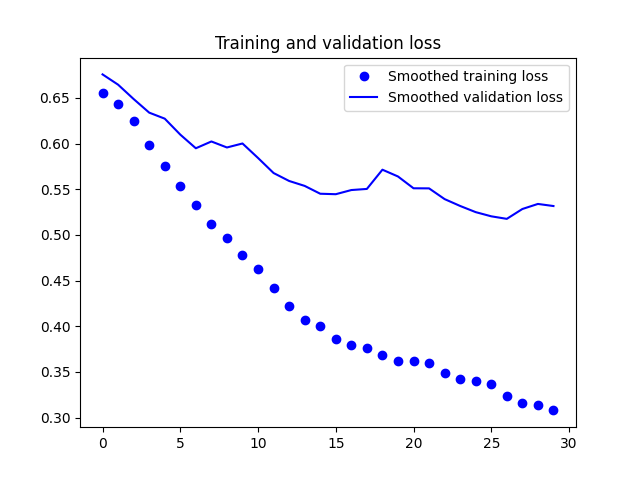 Training and validation loss
Smoothed training loss
Smoothed validation loss
0.65
0.60
0.55
0.50
0.45
0.40
0.35
0.30
0 5 10 15 20 25 30